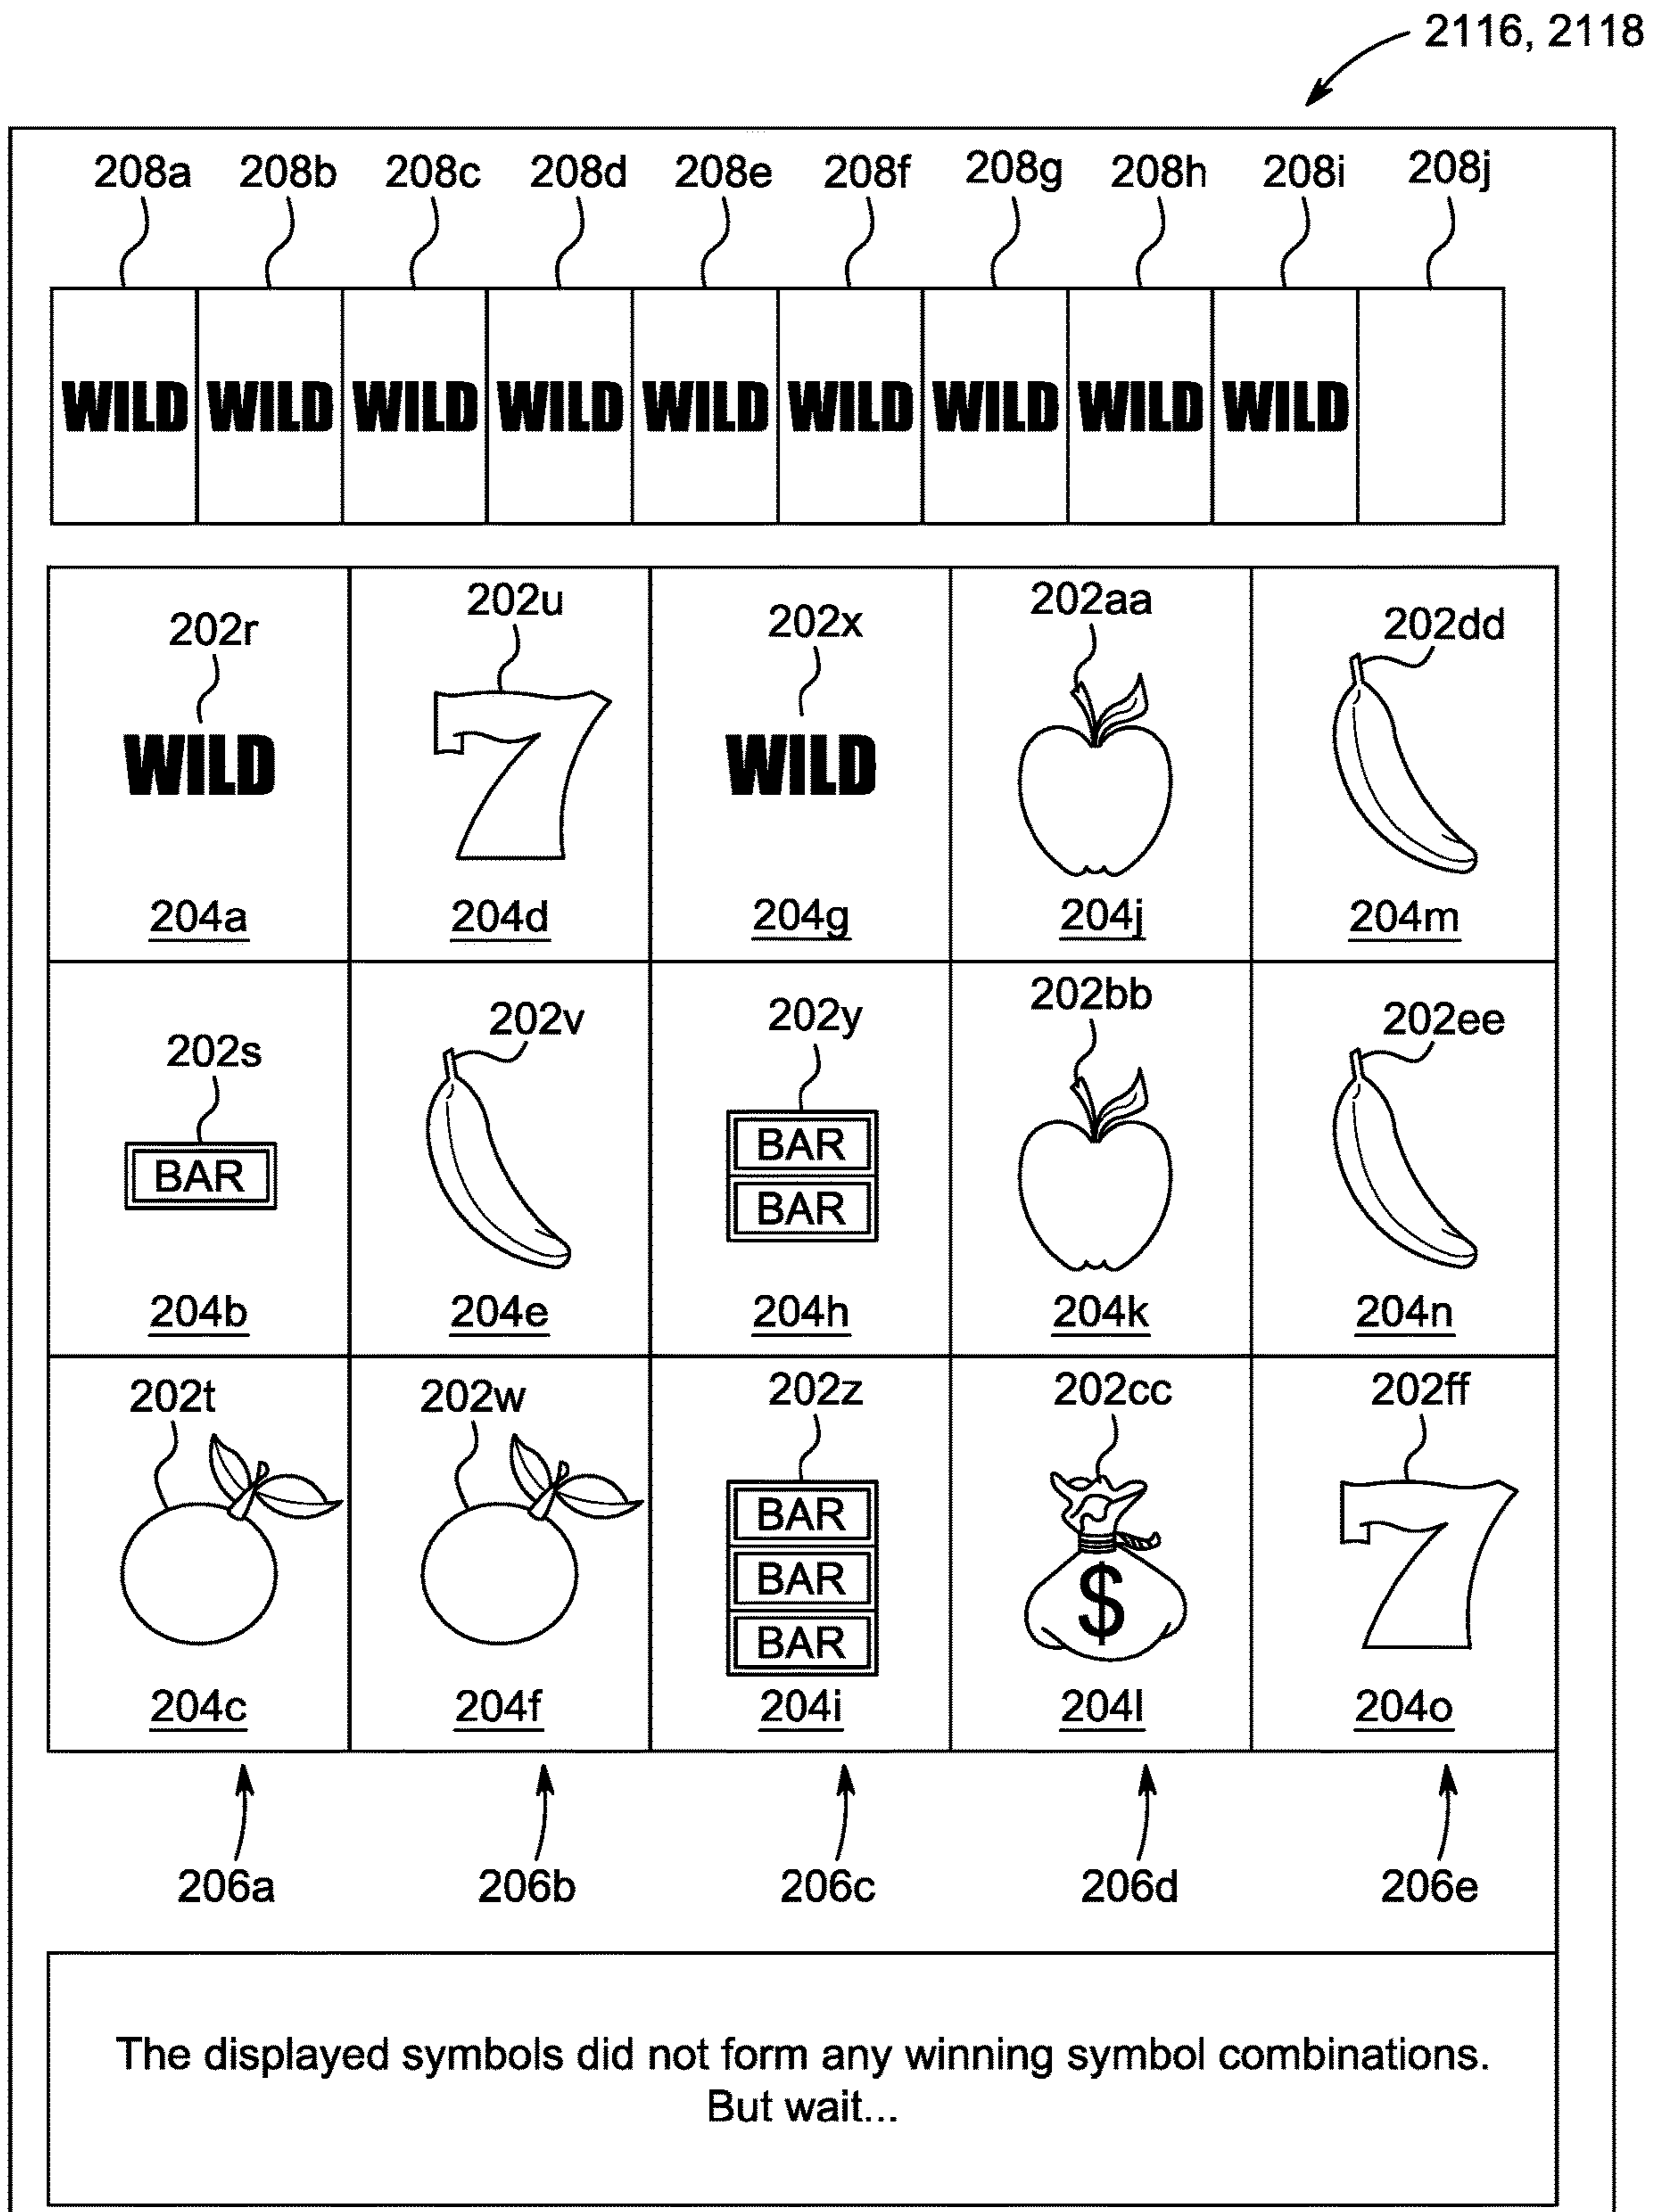 2116, 2118
208a 208b 208c 208d 208e 208f 208g 208h 208i 208j
WILD WILD WILD WILD WILD WILD WILD WILD WILD
202r 202u 202x 202aa 202dd
WILD 7 WILD
204a 204d 204g 204j 204m
202s 202v 202y 202bb 202ee
BAR BAR
BAR
204b 204e 204h 204k 204n
202t 202w 202z 202cc 202ff
BAR $ 7
BAR
BAR
204c 204f 204i 204l 204o
206a 206b 206c 206d 206e
The displayed symbols did not form any winning symbol combinations.
But wait...